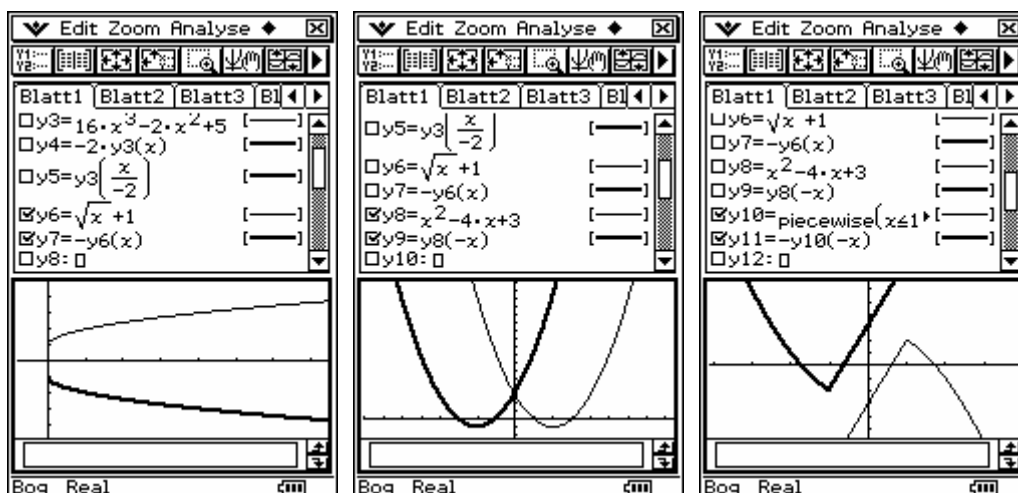 Edit Zoom Analyse
Blatt1 Blatt2 Blatt3 Bl
y3=16·x³-2·x²+5
y4=-2·y3(x)
y5=y3(x/-2)
y6=√x +1
y7=-y6(x)
y8:
Bog Real
Edit Zoom Analyse
Blatt1 Blatt2 Blatt3 Bl
y5=y3(x/-2)
y6=√x +1
y7=-y6(x)
y8=x²-4·x+3
y9=y8(-x)
y10:
Bog Real
Edit Zoom Analyse
Blatt1 Blatt2 Blatt3 Bl
y6=√x +1
y7=-y6(x)
y8=x²-4·x+3
y9=y8(-x)
y10=piecewise(x≤1
y11=-y10(-x)
y12:
Bog Real